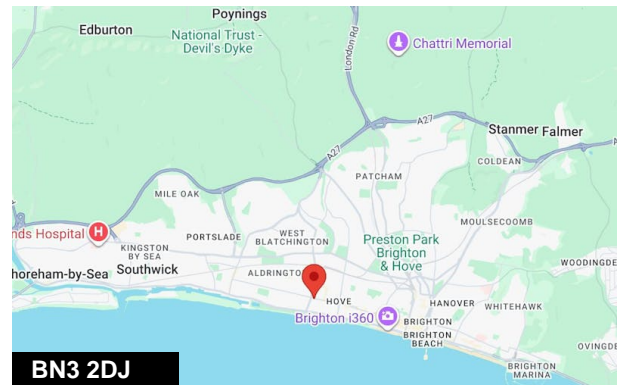 Poynings
Edburton
National Trust -
Devil's Dyke
London Rd
Chattri Memorial
A27
Stanmer
Falmer
A27
COLDEAN
PATCHAM
MILE OAK
MOULSECOOMB
nds Hospital
PORTSLADE
WEST
BLATCHINGTON
Preston Park
Brighton
& Hove
KINGSTON
BY SEA
WOODINGDE
horeham-by-Sea
Southwick
ALDRINGTO
HOVE
HANOVER
WHITEHAWK
Brighton i360
BRIGHTON
BRIGHTON
BEACH
OVINGDE
BRIGHTON
MARINA
BN3 2DJ